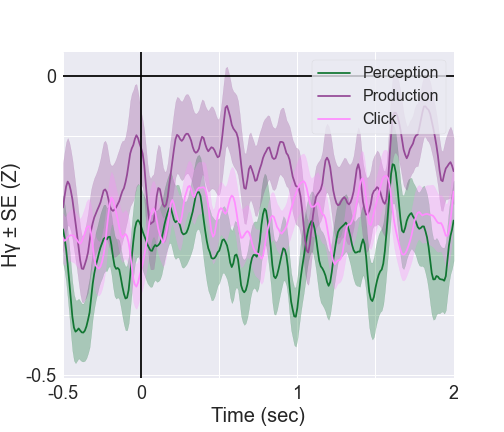 Perception
Production
Click
0
-0.5
Hγ ± SE (Z)
-0.5 0 1 2
Time (sec)